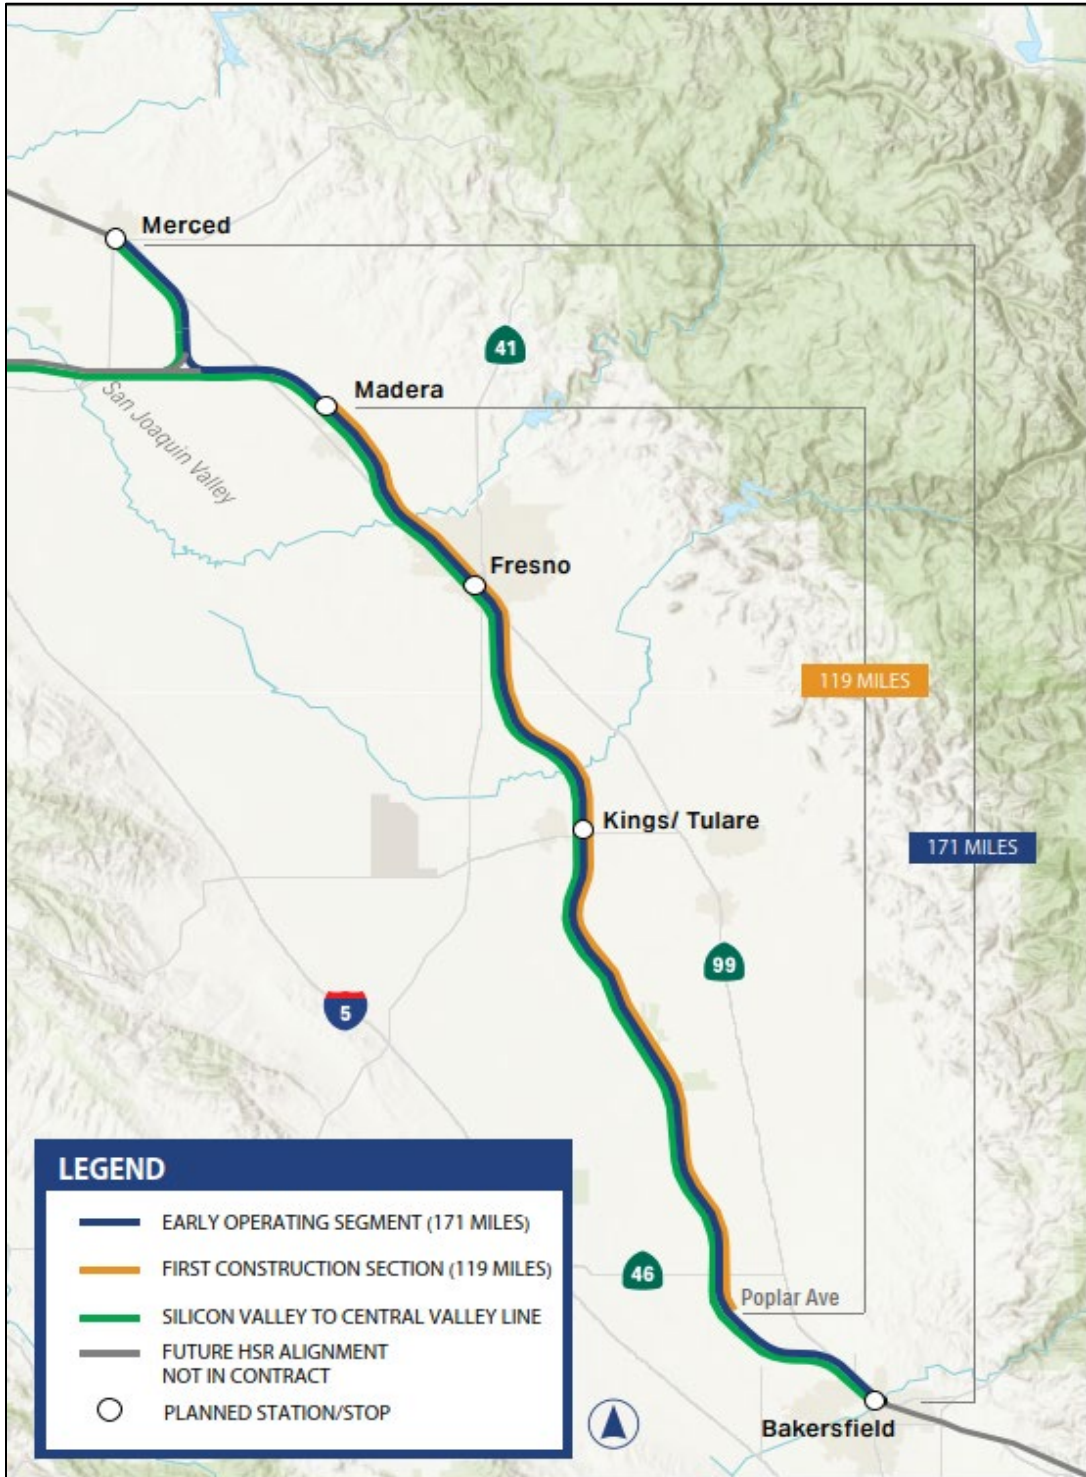 Merced
41
Madera
San Joaquin Valley
Fresno
119 MILES
Kings/ Tulare
171 MILES
99
5
LEGEND
EARLY OPERATING SEGMENT (171 MILES)
FIRST CONSTRUCTION SECTION (119 MILES)
SILICON VALLEY TO CENTRAL VALLEY LINE
FUTURE HSR ALIGNMENT
NOT IN CONTRACT
PLANNED STATION/STOP
46
Poplar Ave
Bakersfield